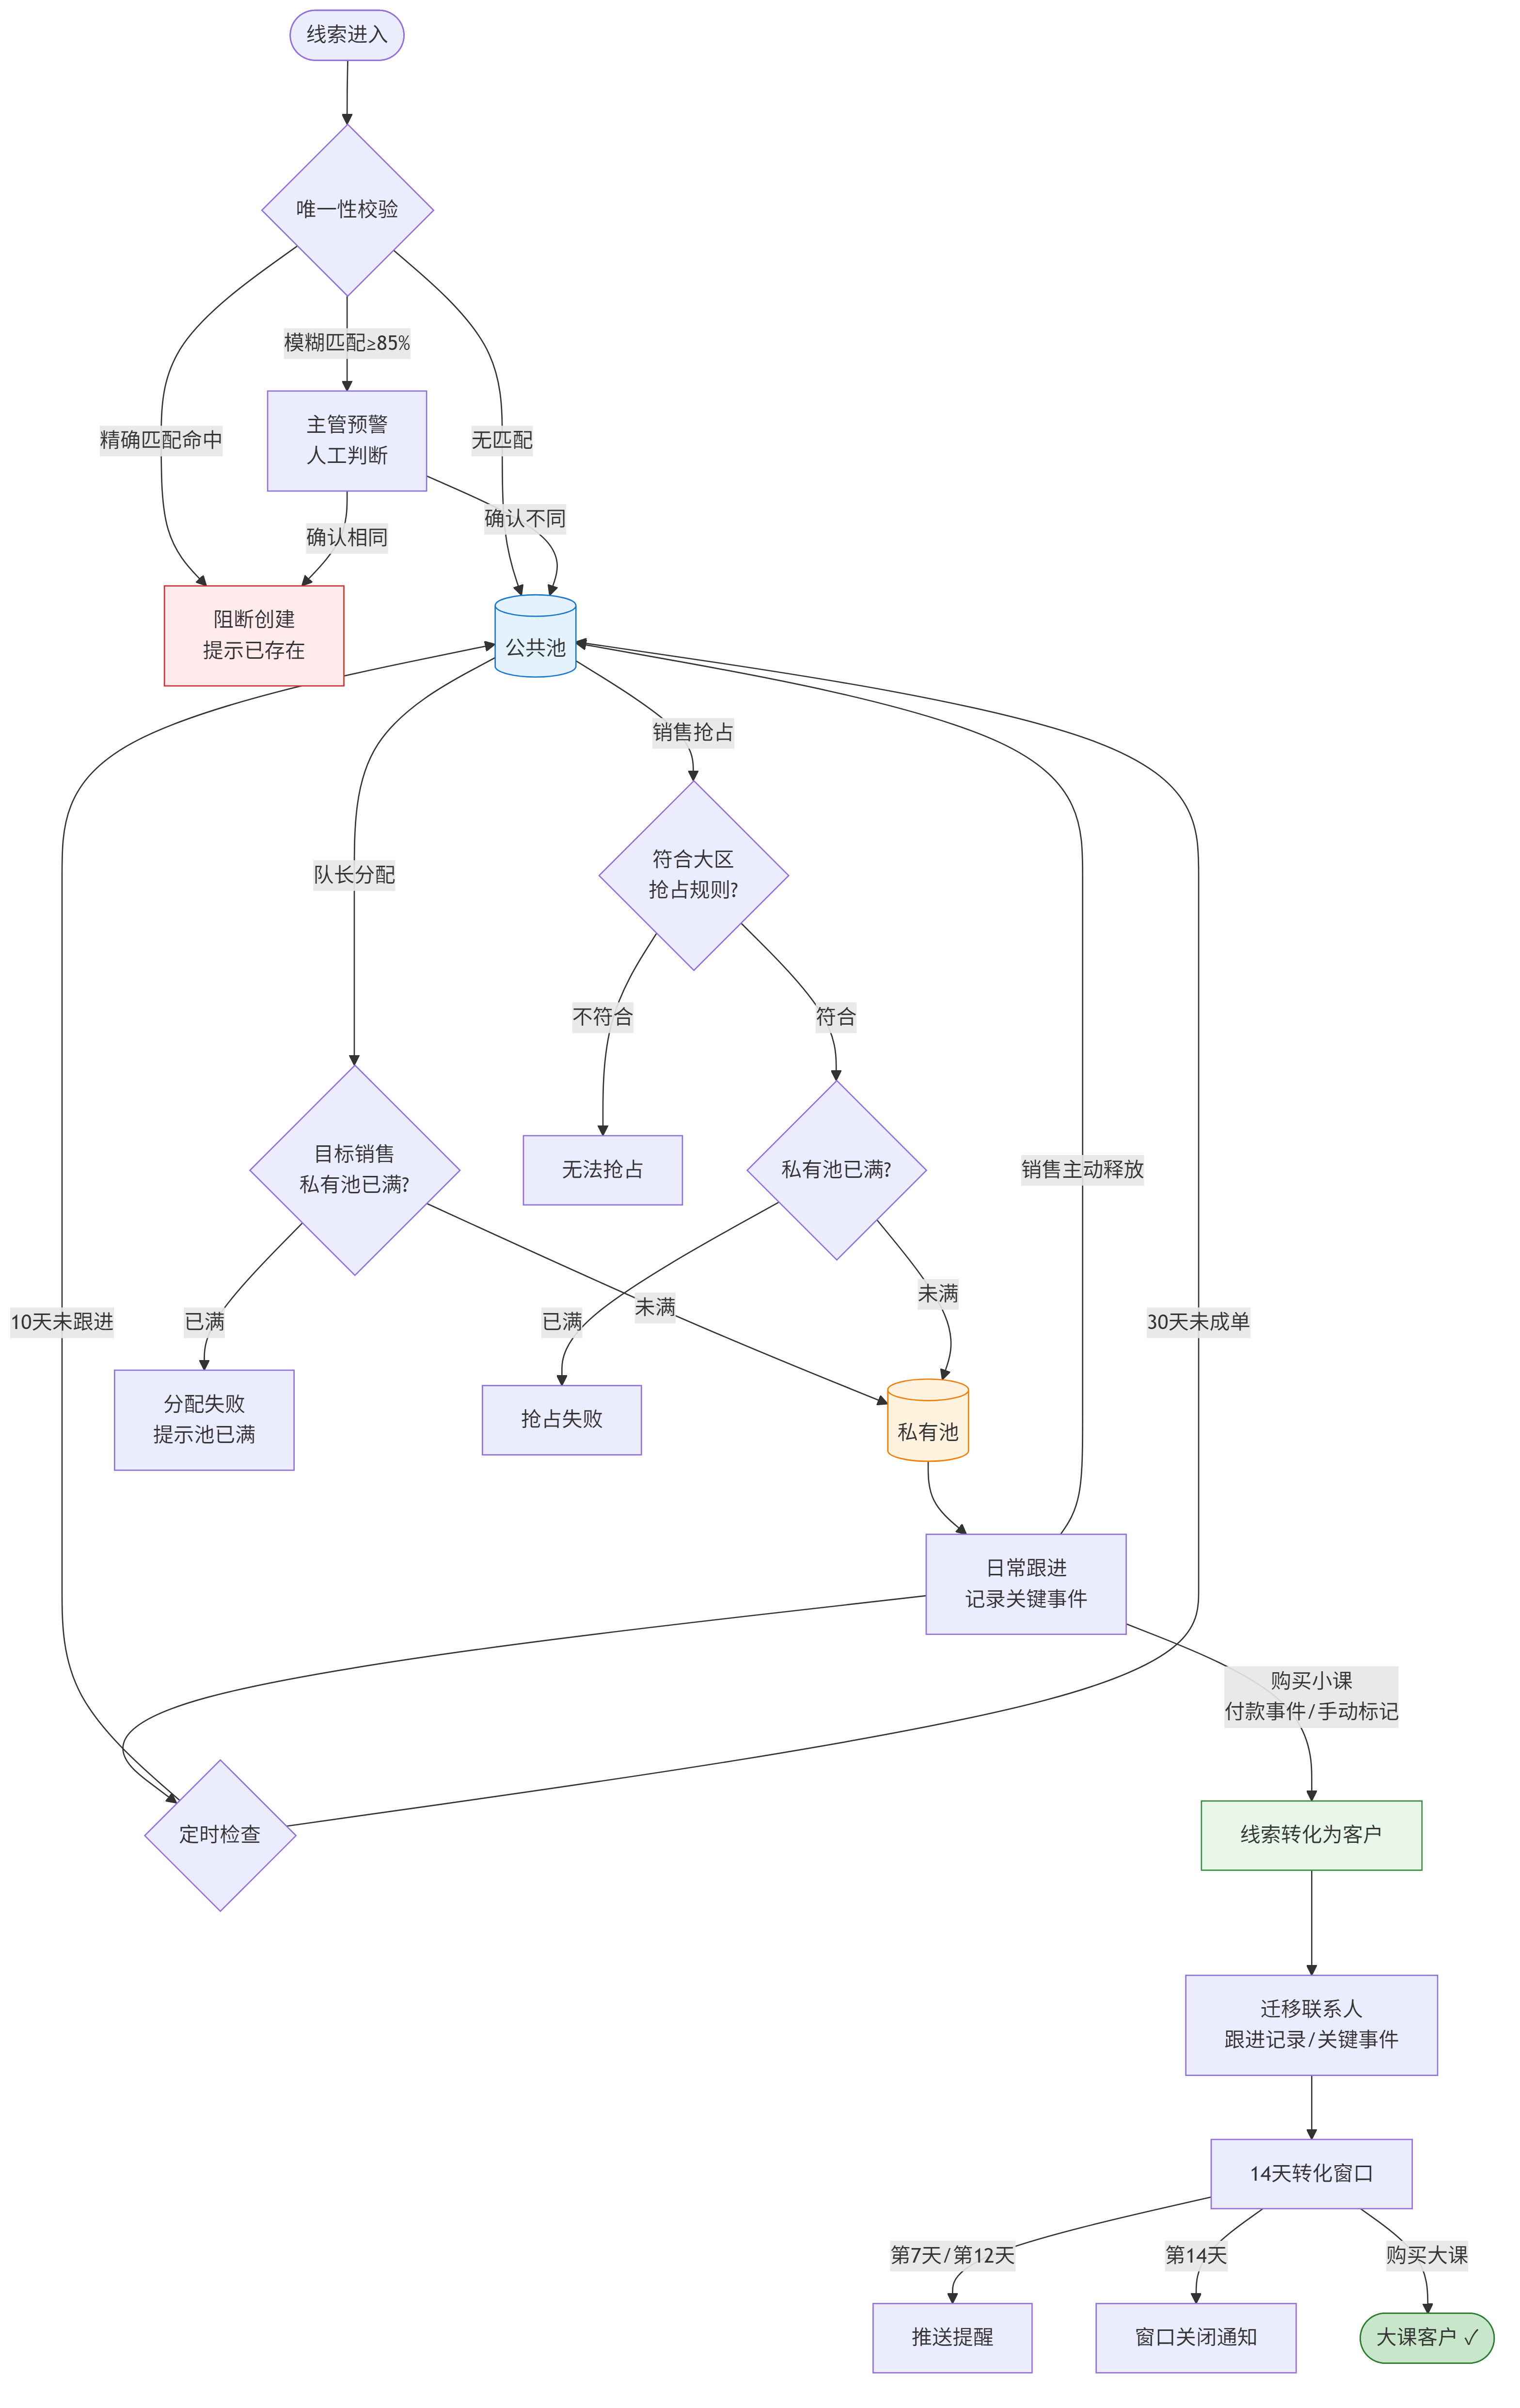 线索进入
唯一性校验
模糊匹配≥85%
主管预警
人工判断
精确匹配命中
无匹配
确认不同
确认相同
阻断创建
提示已存在
公共池
销售抢占
符合大区
抢占规则?
队长分配
不符合
符合
目标销售
私有池已满?
无法抢占
私有池已满?
销售主动释放
未满
未满
10天未跟进
已满
已满
30天未成单
分配失败
提示池已满
抢占失败
私有池
日常跟进
记录关键事件
购买小课
付款事件/手动标记
定时检查
线索转化为客户
迁移联系人
跟进记录/关键事件
14天转化窗口
第7天/第12天
第14天
购买大课
推送提醒
窗口关闭通知
大课客户 ✓